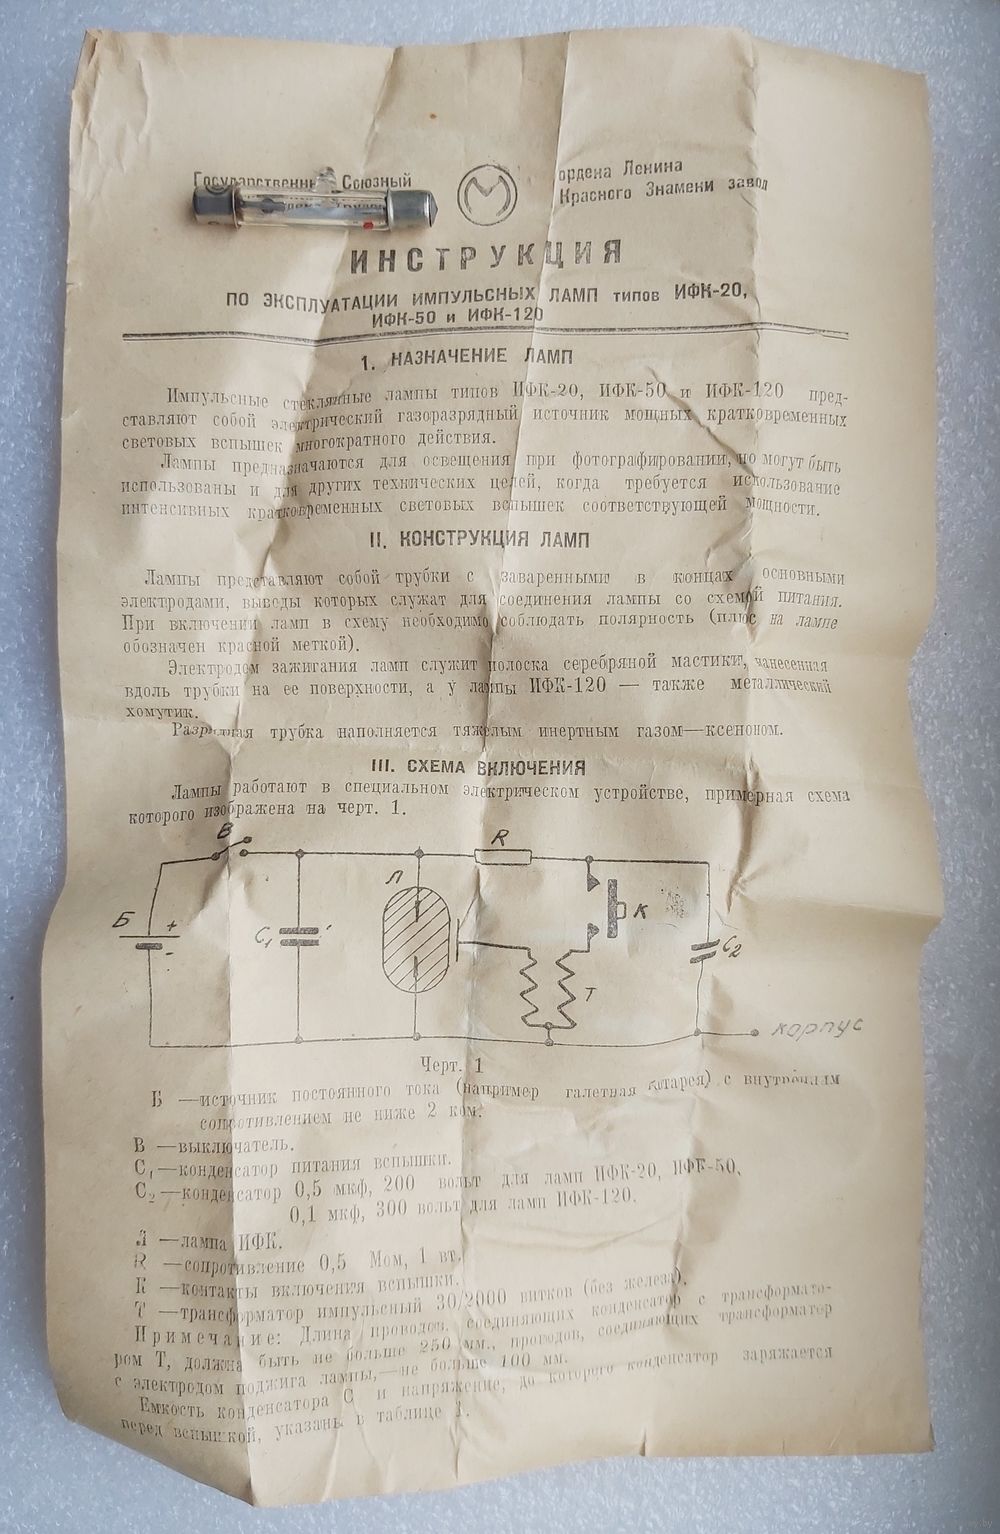 Государственный Союзный
ордена Ленина
Красного Знамени завод
ИНСТРУКЦИЯ
ПО ЭКСПЛУАТАЦИИ ИМПУЛЬСНЫХ ЛАМП типов ИФК-20,
ИФК-50 и ИФК-120
1. НАЗНАЧЕНИЕ ЛАМП
Импульсные стеклянные лампы типов ИФК-20, ИФК-50 и ИФК-120 пред-
ставляют собой электрический газоразрядный источник мощных кратковременных
световых вспышек многократного действия.
Лампы предназначаются для освещения при фотографировании, но могут быть
использованы и для других технических целей, когда требуется использование
интенсивных кратковременных световых вспышек соответствующей мощности.
II. КОНСТРУКЦИЯ ЛАМП
Лампы представляют собой трубки с заваренными в концах основными
электродами, выводы которых служат для соединения лампы со схемой питания.
При включении ламп в схему необходимо соблюдать полярность (плюс на лампе
обозначен красной меткой).
Электродом зажигания ламп служит полоска серебряной мастики, нанесенная
вдоль трубки на ее поверхности, а у лампы ИФК-120 — также металлический
хомутик.
Разрядная трубка наполняется тяжелым инертным газом—ксеноном.
III. СХЕМА ВКЛЮЧЕНИЯ
Лампы работают в специальном электрическом устройстве, примерная схема
которого изображена на черт. 1.
В
R
Л
Б
+
-
C₁
К
C₂
Т
корпус
Черт. 1
Б —источник постоянного тока (например галетная батарея) с внутренним
сопротивлением не ниже 2 ком.
В —выключатель.
C₁—конденсатор питания вспышки.
C₂—конденсатор 0,5 мкф, 200 вольт для ламп ИФК-20, ИФК-50,
0,1 мкф, 300 вольт для ламп ИФК-120.
Л —лампа ИФК.
R —сопротивление 0,5 Мом, 1 вт.
К —контакты включения вспышки.
Т —трансформатор импульсный 30/2000 витков (без железа).
Примечание: Длина проводов, соединяющих конденсатор с трансформато-
ром Т, должна быть не больше 250 мм., проводов, соединяющих трансформатор
с электродом поджига лампы,—не больше 100 мм.
Емкость конденсатора С и напряжение, до которого конденсатор заряжается
перед вспышкой, указаны в таблице 1.